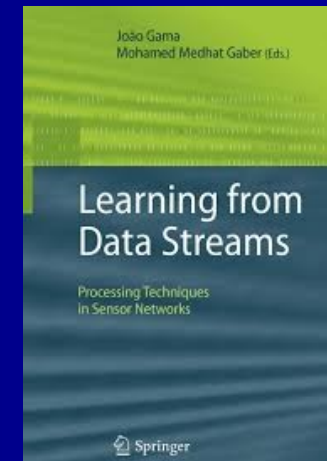 João Gama
Mohamed Medhat Gaber (Eds.)
Learning from
Data Streams
Processing Techniques
in Sensor Networks
Springer